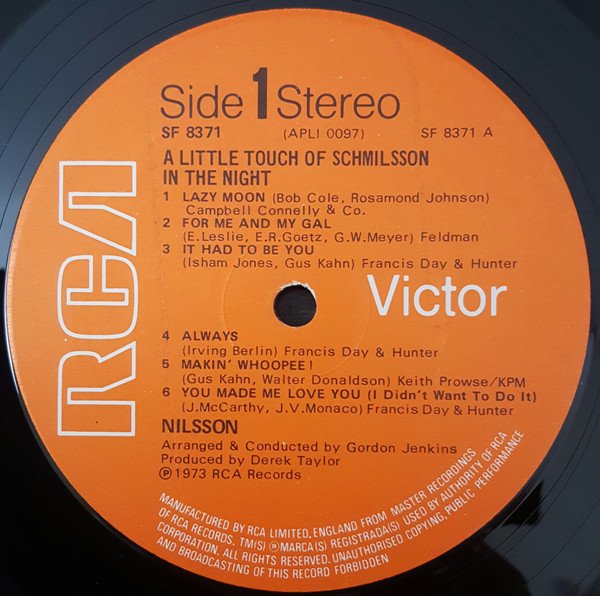 Side 1 Stereo
SF 8371 (APLI 0097) SF 8371 A
A LITTLE TOUCH OF SCHMILSSON
IN THE NIGHT
1 LAZY MOON (Bob Cole, Rosamond Johnson)
Campbell Connelly & Co.
2 FOR ME AND MY GAL
(E.Leslie, E.R.Goetz, G.W.Meyer) Feldman
3 IT HAD TO BE YOU
(Isham Jones, Gus Kahn) Francis Day & Hunter
RCA
Victor
4 ALWAYS
(Irving Berlin) Francis Day & Hunter
5 MAKIN' WHOOPEE!
(Gus Kahn, Walter Donaldson) Keith Prowse/KPM
6 YOU MADE ME LOVE YOU (I Didn't Want To Do It)
(J.McCarthy, J.V.Monaco) Francis Day & Hunter
NILSSON
Arranged & Conducted by Gordon Jenkins
Produced by Derek Taylor
℗ 1973 RCA Records
MANUFACTURED BY RCA LIMITED, ENGLAND FROM MASTER RECORDINGS
OF RCA RECORDS. TM(S) ® MARCA(S) REGISTRADA(S) USED BY AUTHORITY OF RCA
CORPORATION. ALL RIGHTS RESERVED. UNAUTHORISED COPYING, PUBLIC PERFORMANCE
AND BROADCASTING OF THIS RECORD FORBIDDEN